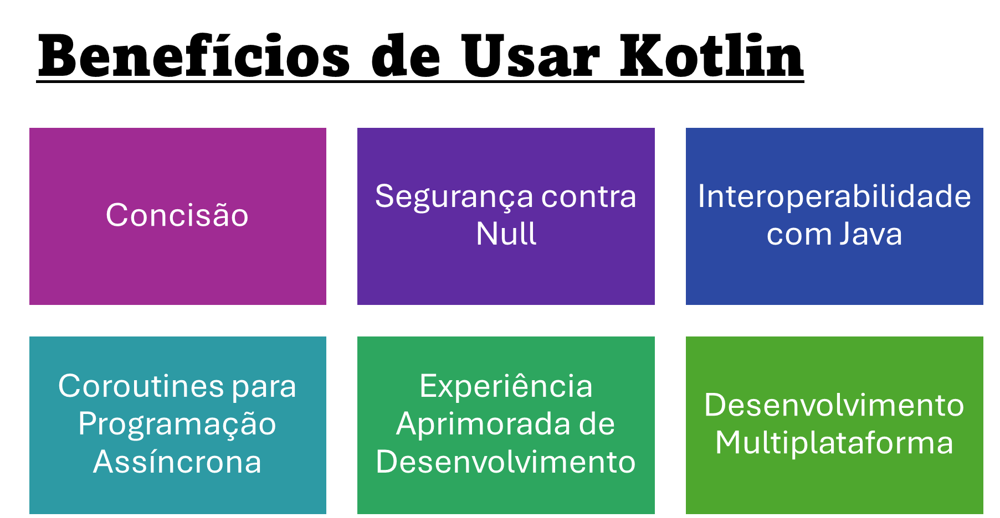 Benefícios de Usar Kotlin
Concisão
Segurança contra
Null
Interoperabilidade
com Java
Coroutines para
Programação
Assíncrona
Experiência
Aprimorada de
Desenvolvimento
Desenvolvimento
Multiplataforma